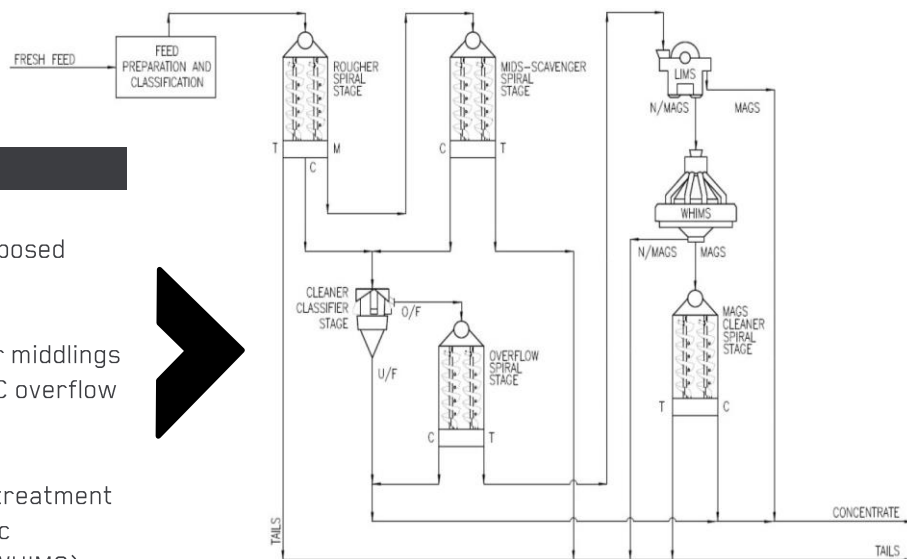 posed
r middlings
C overflow
treatment
c
WHIMS)
FRESH FEED
FEED
PREPARATION AND
CLASSIFICATION
ROUGHER
SPIRAL
STAGE
T
M
C
MIDS-SCAVENGER
SPIRAL
STAGE
C
T
LIMS
N/MAGS
MAGS
WHIMS
N/MAGS
MAGS
CLEANER
CLASSIFIER
STAGE
O/F
U/F
OVERFLOW
SPIRAL
STAGE
C
T
MAGS
CLEANER
SPIRAL
STAGE
T
C
CONCENTRATE
TAILS
TAILS